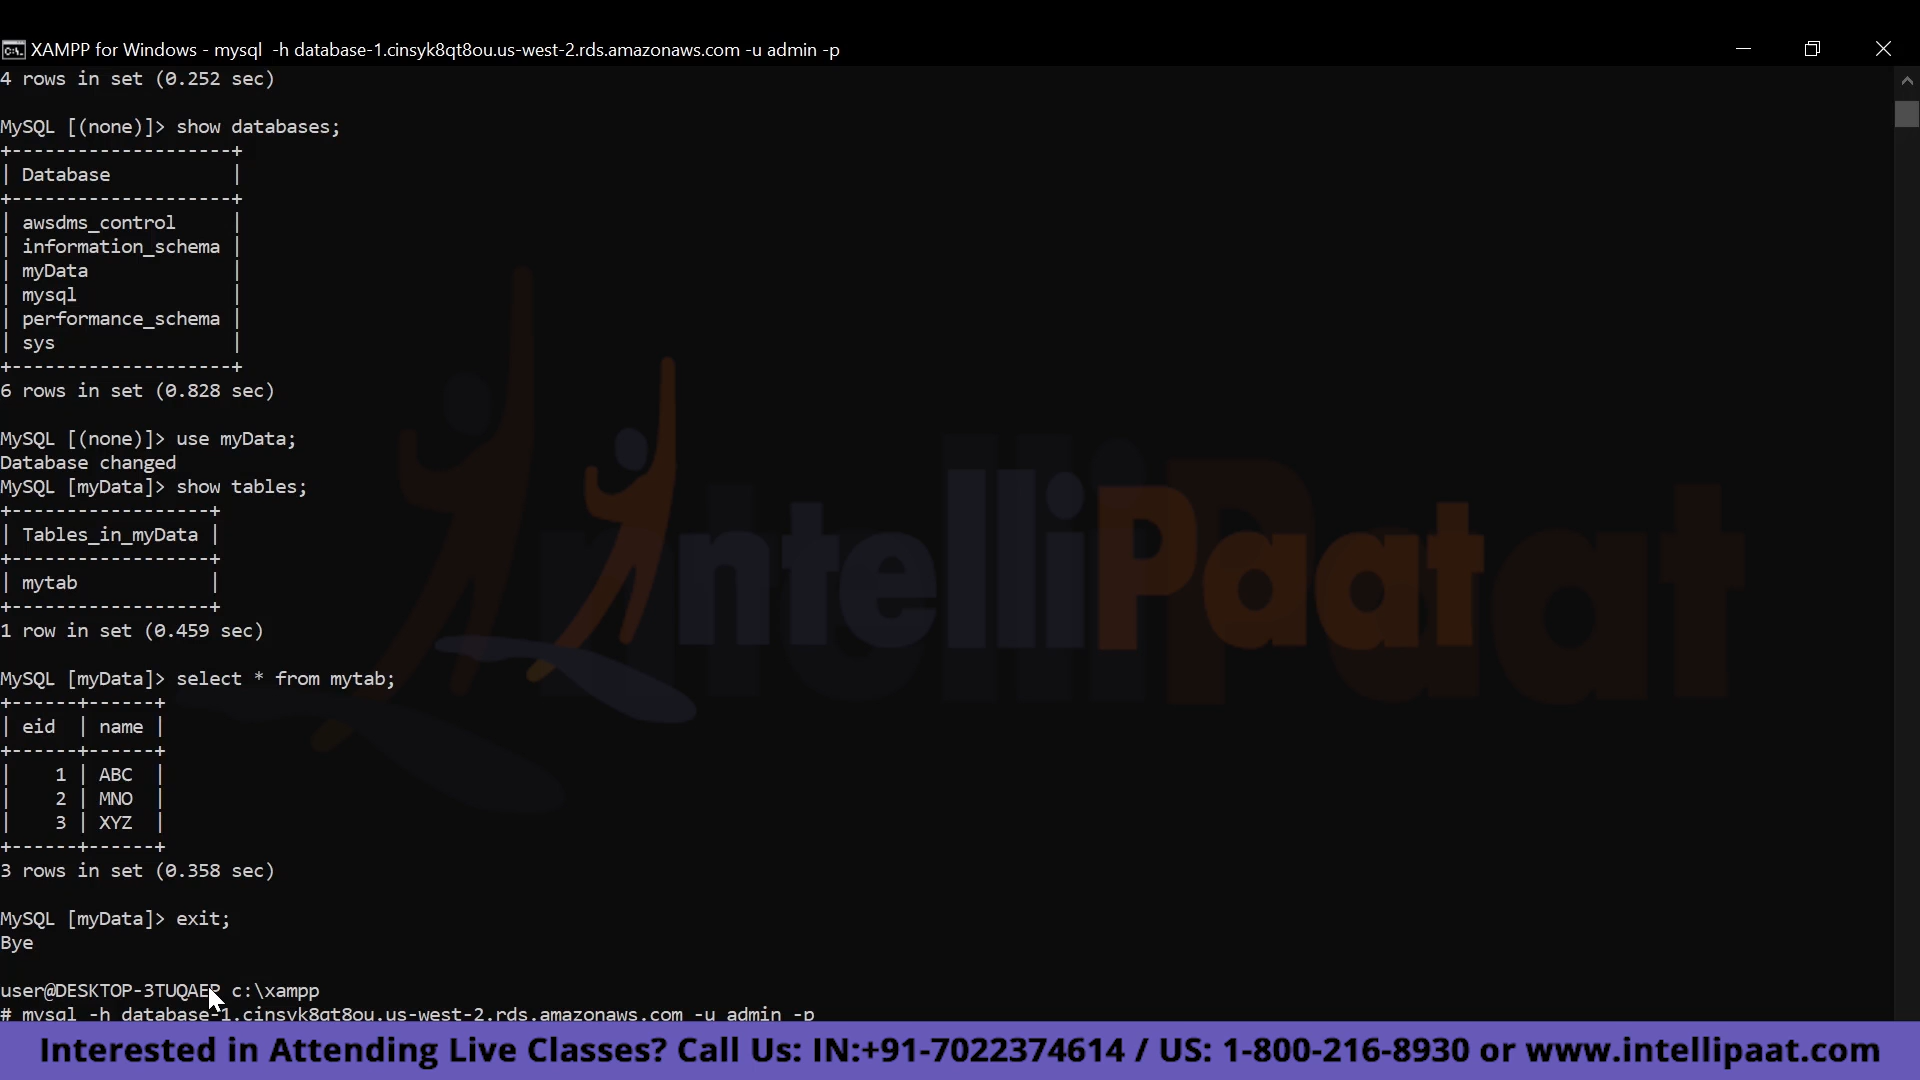 XAMPP for Windows - mysql  -h database-1.cinsyk8qt8ou.us-west-2.rds.amazonaws.com -u admin -p
4 rows in set (0.252 sec)
MySQL [(none)]> show databases;
+--------------------+
| Database           |
+--------------------+
| awsdms_control     |
| information_schema |
| myData             |
| mysql              |
| performance_schema |
| sys                |
+--------------------+
6 rows in set (0.828 sec)
MySQL [(none)]> use myData;
Database changed
MySQL [myData]> show tables;
+------------------+
| Tables_in_myData |
+------------------+
| mytab            |
+------------------+
1 row in set (0.459 sec)
MySQL [myData]> select * from mytab;
+------+------+
| eid  | name |
+------+------+
|    1 | ABC  |
|    2 | MNO  |
|    3 | XYZ  |
+------+------+
3 rows in set (0.358 sec)
MySQL [myData]> exit;
Bye
user@DESKTOP-3TUQAEP c:\xampp
# mysql -h database-1.cinsyk8qt8ou.us-west-2.rds.amazonaws.com -u admin -p
IntelliPaat
Interested in Attending Live Classes? Call Us: IN:+91-7022374614 / US: 1-800-216-8930 or www.intellipaat.com